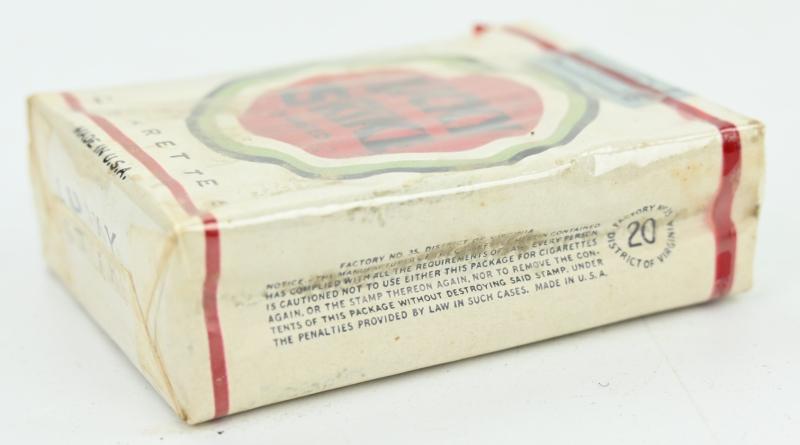 LUCKY
STRIKE
CIGARETTES
MADE IN U.S.A.
FACTORY NO. 25, DISTRICT OF VIRGINIA
NOTICE - THE MANUFACTURER OF THE CONTAINED
HAS COMPLIED WITH ALL THE REQUIREMENTS OF LAW. EVERY PERSON
IS CAUTIONED NOT TO USE EITHER THIS PACKAGE FOR CIGARETTES
AGAIN, OR THE STAMP THEREON AGAIN, NOR TO REMOVE THE CON-
TENTS OF THIS PACKAGE WITHOUT DESTROYING SAID STAMP, UNDER
THE PENALTIES PROVIDED BY LAW IN SUCH CASES. MADE IN U.S.A.
FACTORY NO. 25
20
DISTRICT OF VIRGINIA